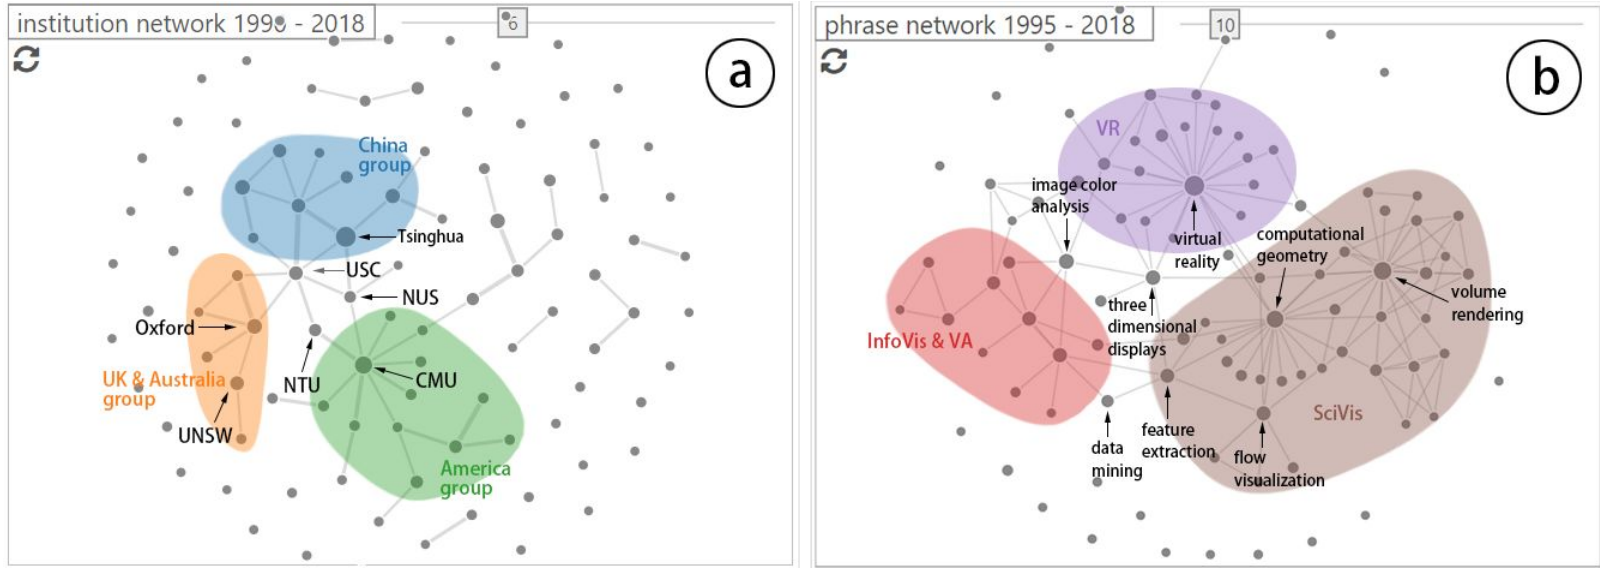 institution network 1998 - 2018
6
a
China
group
Tsinghua
USC
NUS
Oxford
NTU
CMU
UK & Australia
group
UNSW
America
group
phrase network 1995 - 2018
10
b
VR
image color
analysis
virtual
reality
computational
geometry
volume
rendering
three
dimensional
displays
InfoVis & VA
SciVis
data
mining
feature
extraction
flow
visualization